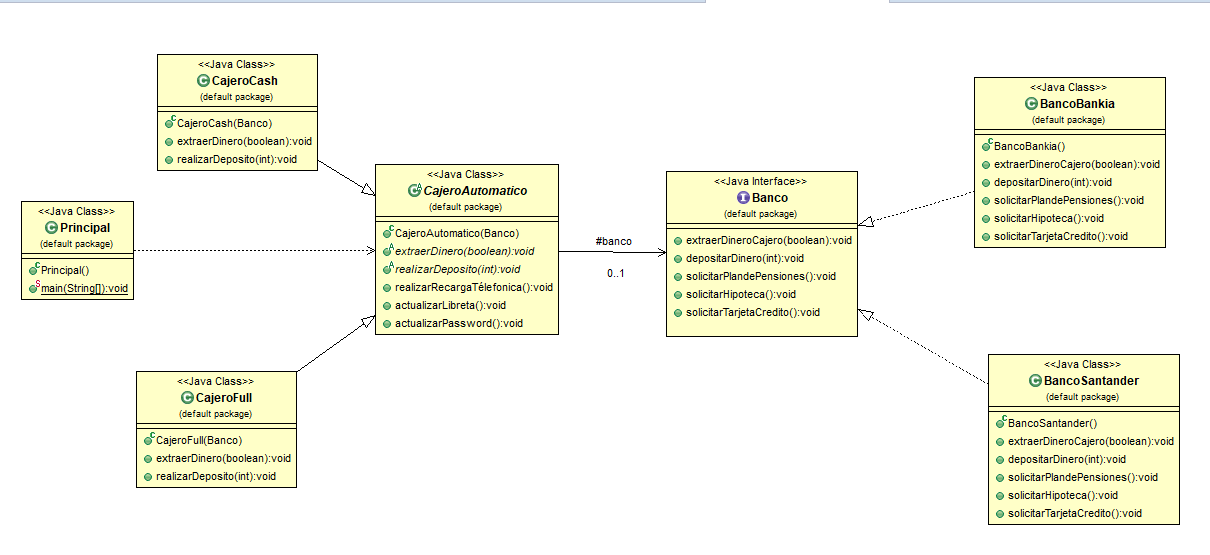 <<Java Class>>
CajeroCash
(default package)
CajeroCash(Banco)
extraerDinero(boolean):void
realizarDeposito(int):void
<<Java Class>>
Principal
(default package)
Principal()
main(String[]):void
<<Java Class>>
CajeroAutomatico
(default package)
CajeroAutomatico(Banco)
extraerDinero(boolean):void
realizarDeposito(int):void
realizarRecargaTélefonica():void
actualizarLibreta():void
actualizarPassword():void
<<Java Class>>
CajeroFull
(default package)
CajeroFull(Banco)
extraerDinero(boolean):void
realizarDeposito(int):void
#banco
0..1
<<Java Interface>>
Banco
(default package)
extraerDineroCajero(boolean):void
depositarDinero(int):void
solicitarPlandePensiones():void
solicitarHipoteca():void
solicitarTarjetaCredito():void
<<Java Class>>
BancoBankia
(default package)
BancoBankia()
extraerDineroCajero(boolean):void
depositarDinero(int):void
solicitarPlandePensiones():void
solicitarHipoteca():void
solicitarTarjetaCredito():void
<<Java Class>>
BancoSantander
(default package)
BancoSantander()
extraerDineroCajero(boolean):void
depositarDinero(int):void
solicitarPlandePensiones():void
solicitarHipoteca():void
solicitarTarjetaCredito():void